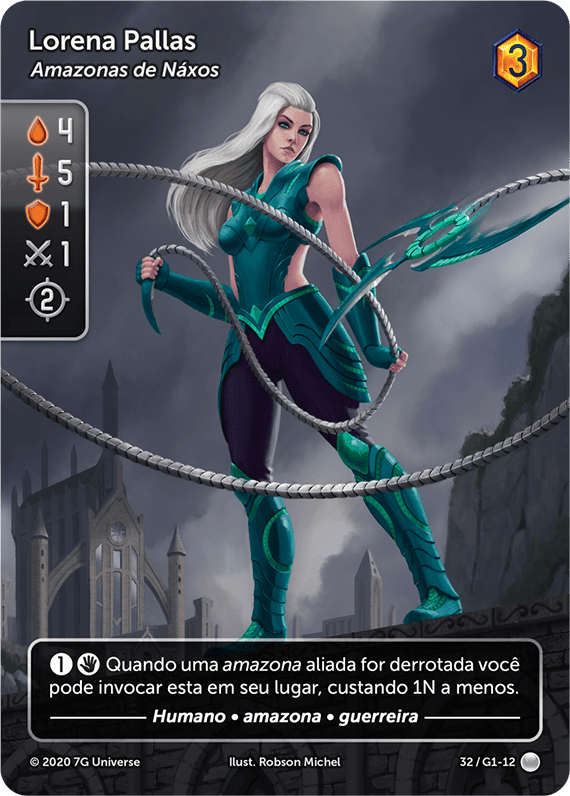 Lorena Pallas
3
Amazonas de Náxos
4
5
1
1
2
1 Quando uma amazona aliada for derrotada você
pode invocar esta em seu lugar, custando 1N a menos.
Humano • amazona • guerreira
© 2020 7G Universe Ilust. Robson Michel 32 / G1-12